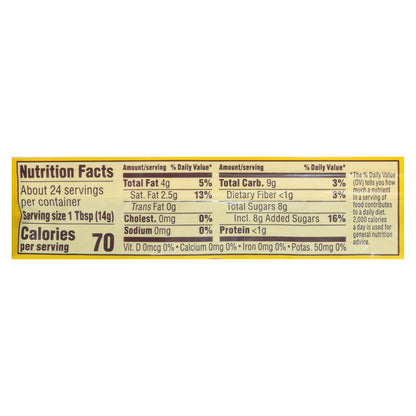 Nutrition Facts
About 24 servings
per container
Serving size 1 Tbsp (14g)
Calories
per serving 70
Amount/serving % Daily Value*
Total Fat 4g 5%
Sat. Fat 2.5g 13%
Trans Fat 0g
Cholest. 0mg 0%
Sodium 0mg 0%
Amount/serving % Daily Value*
Total Carb. 9g 3%
Dietary Fiber <1g 3%
Total Sugars 8g
Incl. 8g Added Sugars 16%
Protein <1g
Vit. D 0mcg 0% • Calcium 0mg 0% • Iron 0mg 0% • Potas. 50mg 0%
*The % Daily Value
(DV) tells you how
much a nutrient
in a serving of
food contributes
to a daily diet.
2,000 calories
a day is used for
general nutrition
advice.